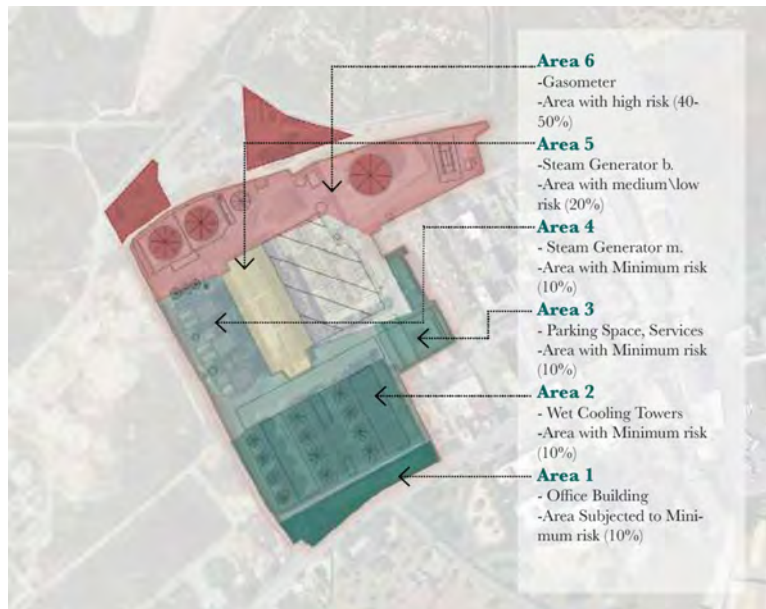 Area 6
-Gasometer
-Area with high risk (40-
50%)
Area 5
-Steam Generator b.
-Area with medium\low
risk (20%)
Area 4
- Steam Generator m.
-Area with Minimum risk
(10%)
Area 3
- Parking Space, Services
-Area with Minimum risk
(10%)
Area 2
- Wet Cooling Towers
-Area with Minimum risk
(10%)
Area 1
- Office Building
-Area Subjected to Mini-
mum risk (10%)